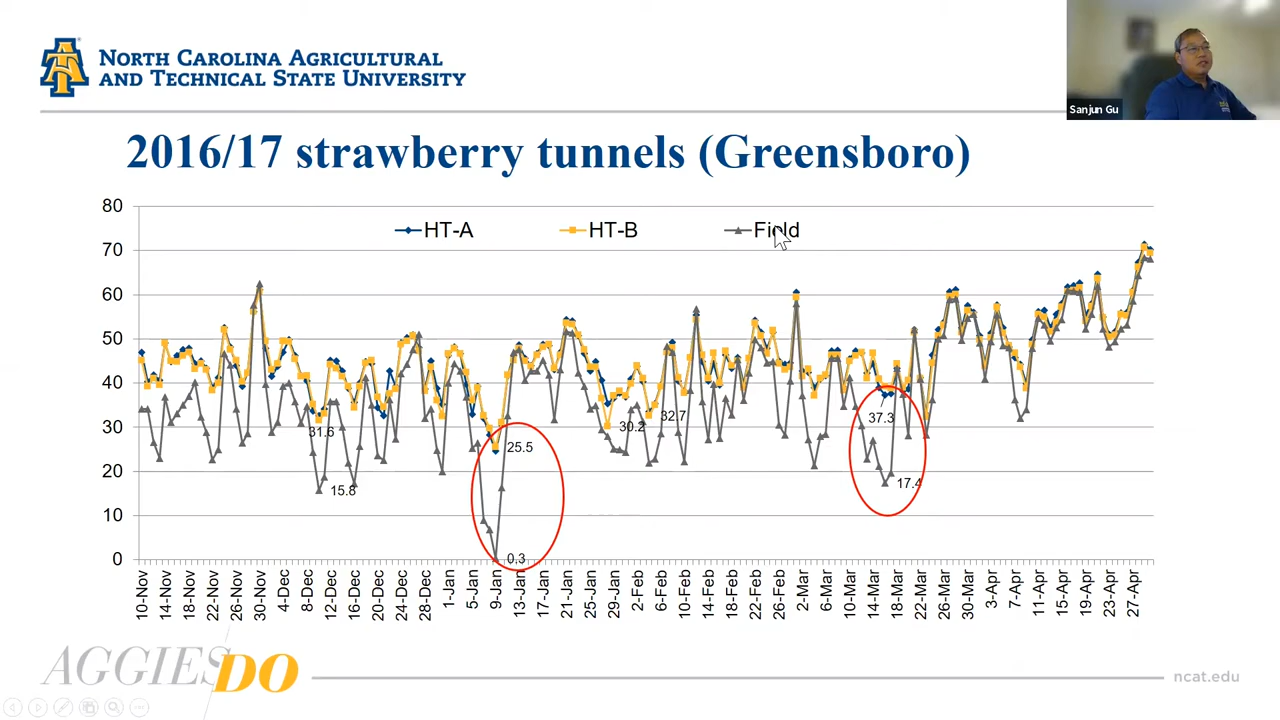 NORTH CAROLINA AGRICULTURAL
AND TECHNICAL STATE UNIVERSITY
Sanjun Gu
2016/17 strawberry tunnels (Greensboro)
HT-A HT-B Field
80
70
60
50
40
30
20
10
0
31.6
15.8
25.5
0.3
30.2
32.7
37.3
17.4
10-Nov
14-Nov
18-Nov
22-Nov
26-Nov
30-Nov
4-Dec
8-Dec
12-Dec
16-Dec
20-Dec
24-Dec
28-Dec
1-Jan
5-Jan
9-Jan
13-Jan
17-Jan
21-Jan
25-Jan
29-Jan
2-Feb
6-Feb
10-Feb
14-Feb
18-Feb
22-Feb
26-Feb
2-Mar
6-Mar
10-Mar
14-Mar
18-Mar
22-Mar
26-Mar
30-Mar
3-Apr
7-Apr
11-Apr
15-Apr
19-Apr
23-Apr
27-Apr
AGGIES DO
ncat.edu